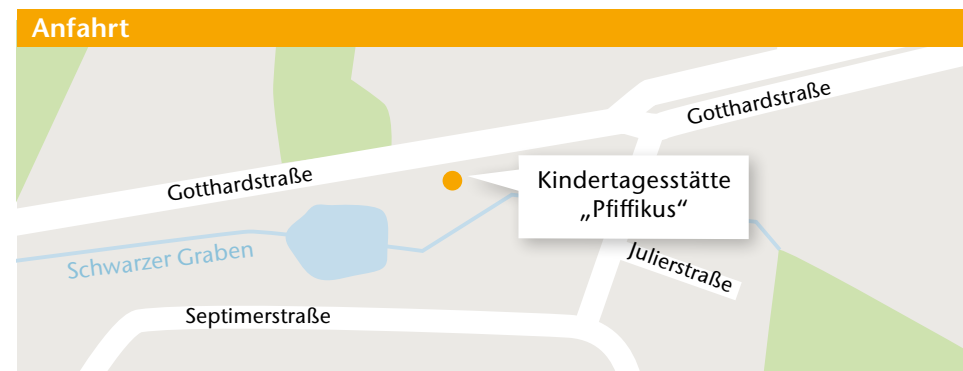 Anfahrt
Gotthardstraße
Gotthardstraße
Kindertagesstätte
„Pfiffikus“
Schwarzer Graben
Julierstraße
Septimerstraße